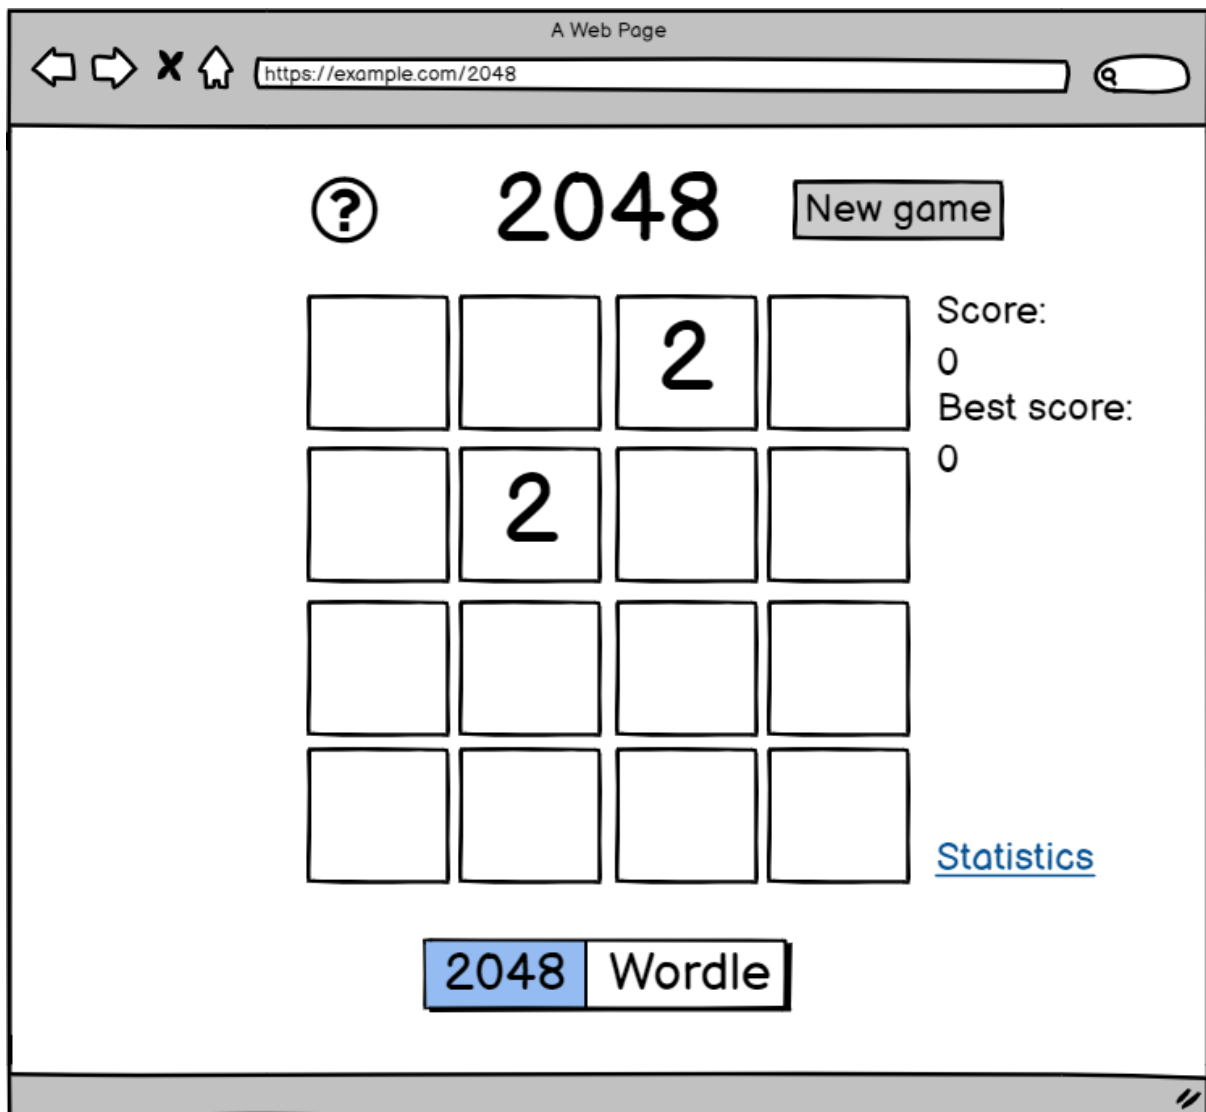 A Web Page
https://example.com/2048
?
2048
New game
2
Score:
0
Best score:
0
2
Statistics
2048
Wordle